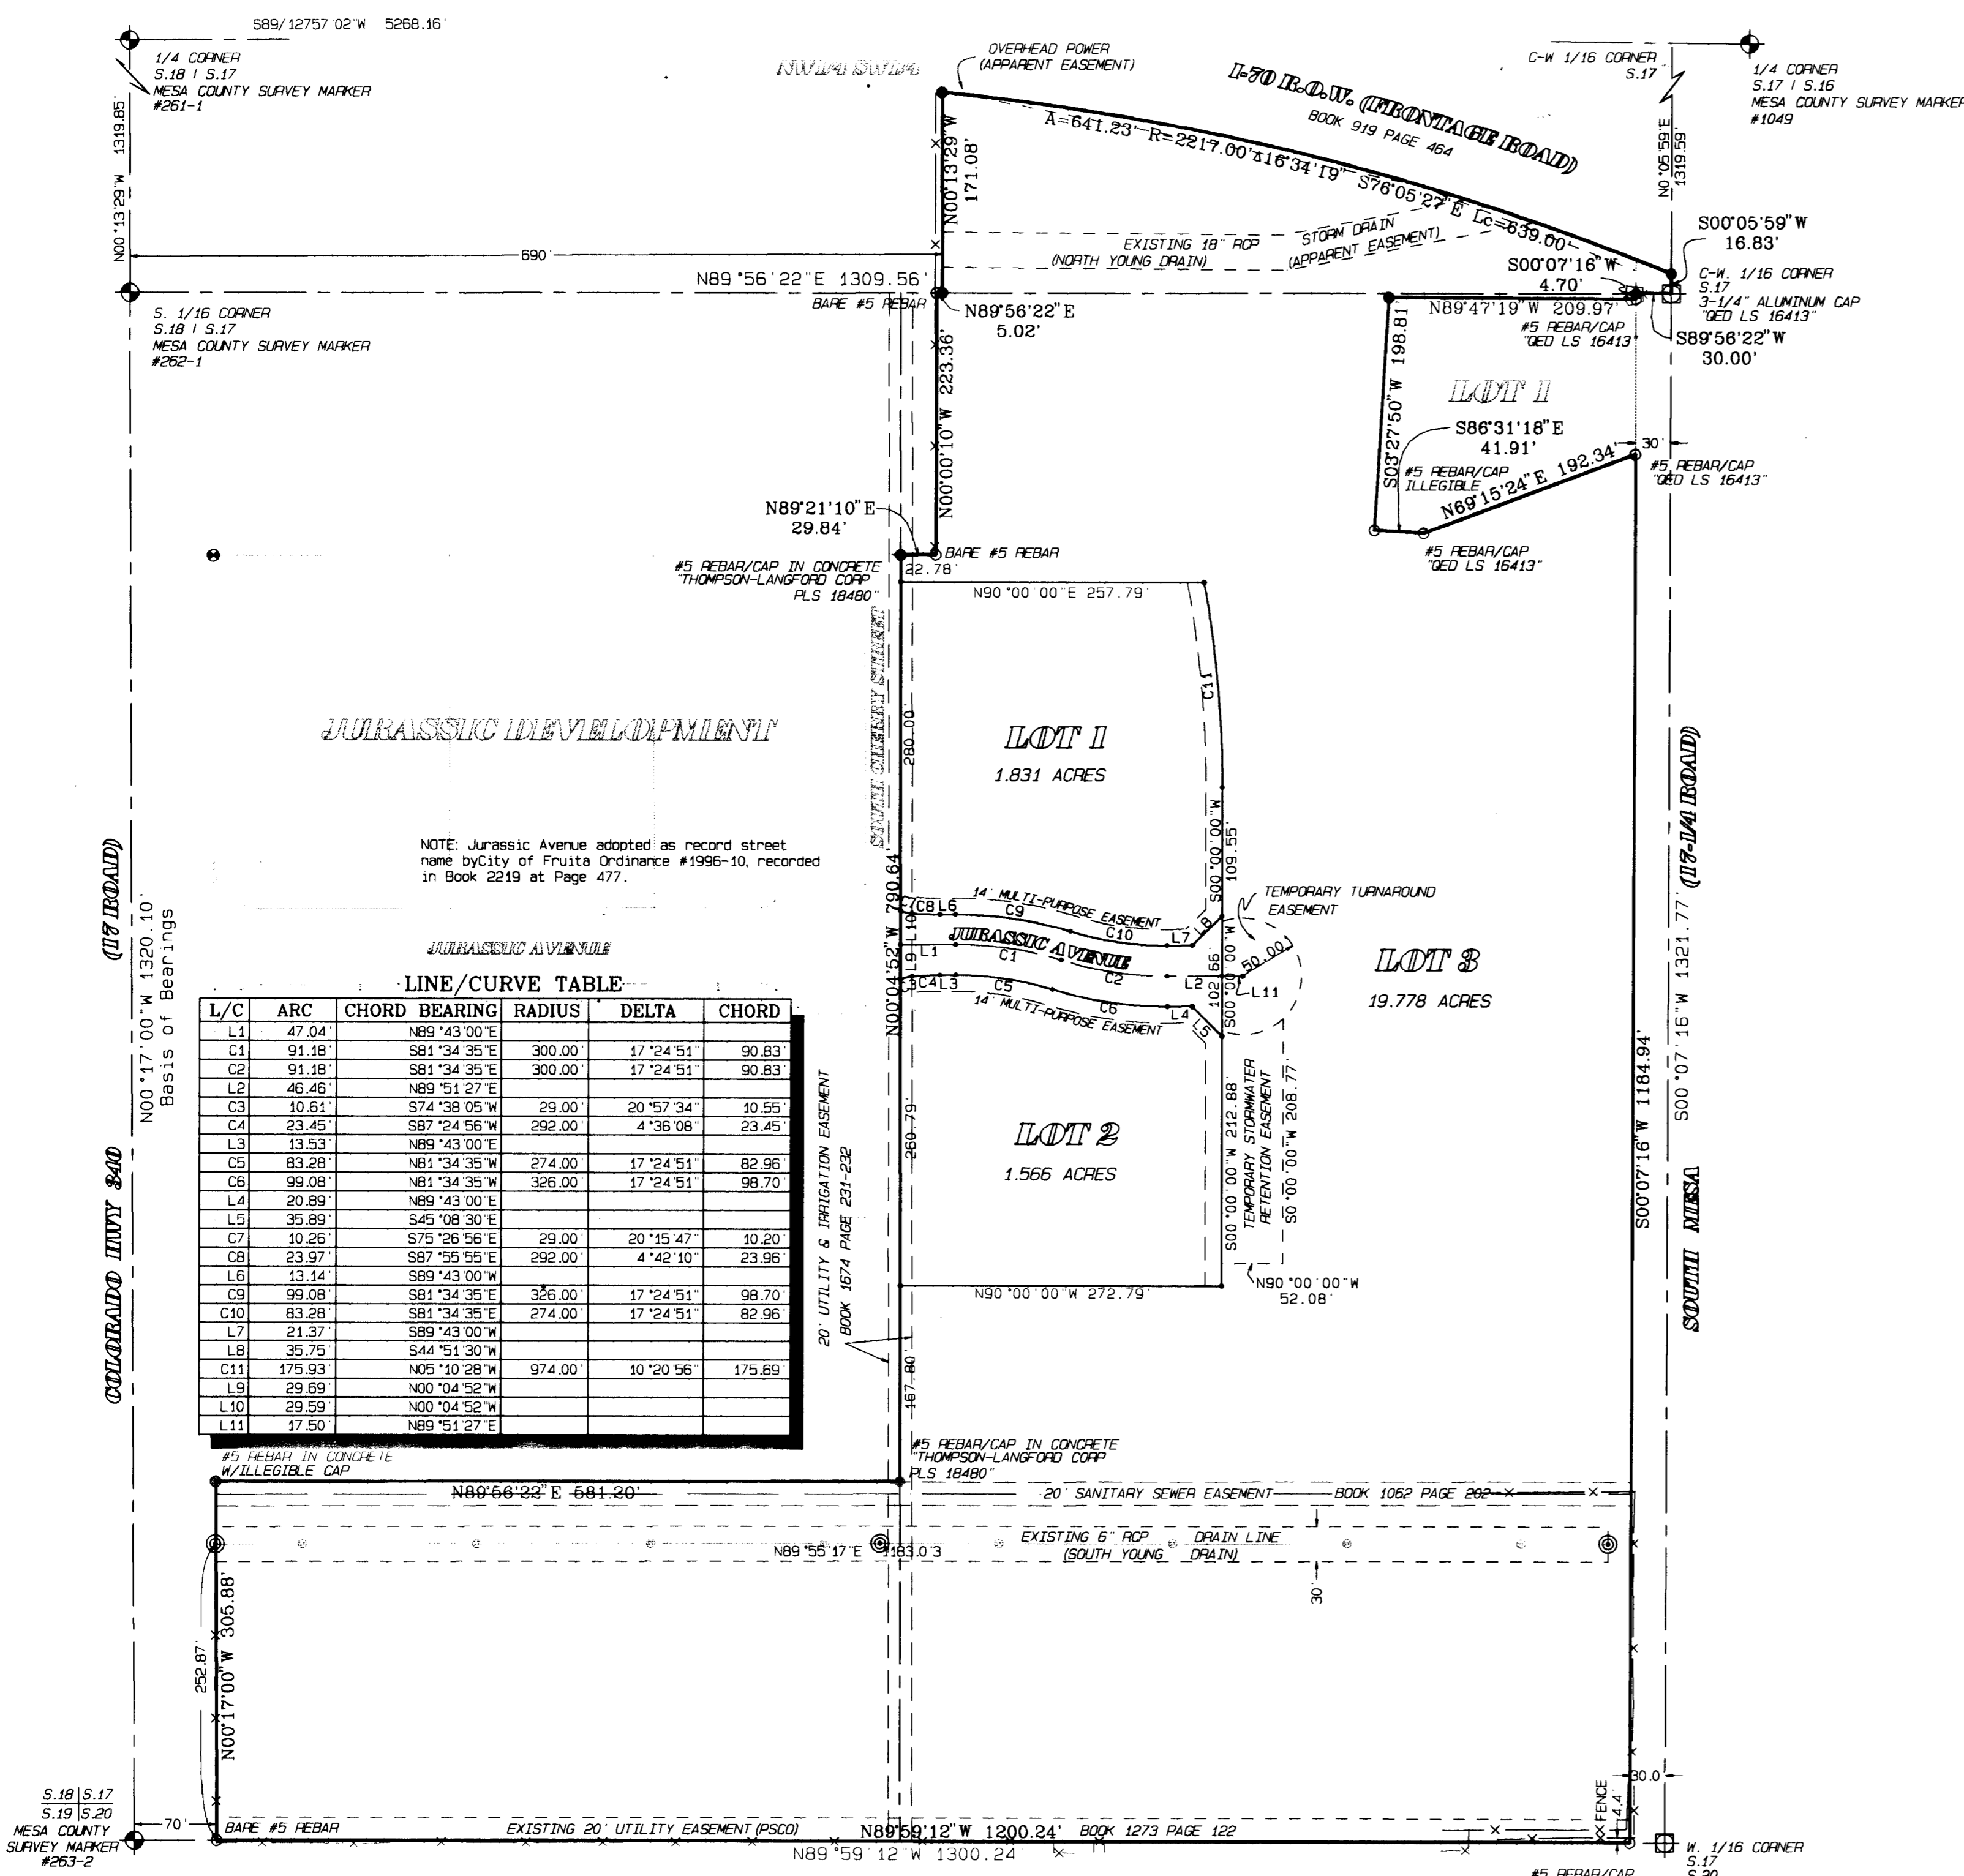 S89/12757 02"W 5268.16'
1/4 CORNER
S.18 | S.17
MESA COUNTY SURVEY MARKER
#261-1
NW1/4 SW1/4
OVERHEAD POWER
(APPARENT EASEMENT)
I-70 R.O.W. (FRONTAGE ROAD)
BOOK 919 PAGE 464
A=641.23' R=2217.00' Δ16°34'19" S76°05'27"E Lc=639.00'
C-W 1/16 CORNER
S.17
1/4 CORNER
S.17 | S.16
MESA COUNTY SURVEY MARKER
#1049
N00°13'29"W 1319.85'
N0°05'59"E
1319.59'
N00°13'29"W
171.08'
690'
EXISTING 18" RCP
(NORTH YOUNG DRAIN)
STORM DRAIN
(APPARENT EASEMENT)
S00°05'59"W
16.83'
S00°07'16"W
4.70'
C-W. 1/16 CORNER
S.17
3-1/4" ALUMINUM CAP
"QED LS 16413"
S89°56'22"W
30.00'
N89°56'22"E 1309.56'
BARE #5 REBAR
N89°56'22"E
5.02'
N89°47'19"W 209.97'
#5 REBAR/CAP
"QED LS 16413"
S. 1/16 CORNER
S.18 | S.17
MESA COUNTY SURVEY MARKER
#262-1
N00°00'10"W 223.36'
S03°27'50"W 198.81'
LOT 1
S86°31'18"E
41.91'
#5 REBAR/CAP
ILLEGIBLE
N69°15'24"E 192.34'
30'
#5 REBAR/CAP
"QED LS 16413"
#5 REBAR/CAP
"QED LS 16413"
N89°21'10"E
29.84'
BARE #5 REBAR
#5 REBAR/CAP IN CONCRETE
"THOMPSON-LANGFORD CORP
PLS 18480"
22.78'
N90°00'00"E 257.79'
SOUTH CHERRY STREET
280.00'
C11
LOT 1
1.831 ACRES
S00°00'00"W
109.55'
JURASSIC DEVELOPMENT
NOTE: Jurassic Avenue adopted as record street
name byCity of Fruita Ordinance #1996-10, recorded
in Book 2219 at Page 477.
JURASSIC AVENUE
N00°04'52"W 790.64'
C7 C8 L6 C9 C10 L7 L8
14' MULTI-PURPOSE EASEMENT
JURASSIC AVENUE
L10 L9 L1 C1 C2 L2 L11
C3 C4 L3 C5 C6 L4 L5
14' MULTI-PURPOSE EASEMENT
102.66'
S00°00'00"W
50.00'
TEMPORARY TURNAROUND
EASEMENT
LOT 3
19.778 ACRES
(17 ROAD)
COLORADO HWY 340
N00°17'00"W 1320.10'
Basis of Bearings
LINE/CURVE TABLE
L/C ARC CHORD BEARING RADIUS DELTA CHORD
L1 47.04' N89°43'00"E
C1 91.18' S81°34'35"E 300.00' 17°24'51" 90.83'
C2 91.18' S81°34'35"E 300.00' 17°24'51" 90.83'
L2 46.46' N89°51'27"E
C3 10.61' S74°38'05"W 29.00' 20°57'34" 10.55'
C4 23.45' S87°24'56"W 292.00' 4°36'08" 23.45'
L3 13.53' N89°43'00"E
C5 83.28' N81°34'35"W 274.00' 17°24'51" 82.96'
C6 99.08' N81°34'35"W 326.00' 17°24'51" 98.70'
L4 20.89' N89°43'00"E
L5 35.89' S45°08'30"E
C7 10.26' S75°26'56"E 29.00' 20°15'47" 10.20'
C8 23.97' S87°55'55"E 292.00' 4°42'10" 23.96'
L6 13.14' S89°43'00"W
C9 99.08' S81°34'35"E 326.00' 17°24'51" 98.70'
C10 83.28' S81°34'35"E 274.00' 17°24'51" 82.96'
L7 21.37' S89°43'00"W
L8 35.75' S44°51'30"W
C11 175.93' N05°10'28"W 974.00' 10°20'56" 175.69'
L9 29.69' N00°04'52"W
L10 29.59' N00°04'52"W
L11 17.50' N89°51'27"E
20' UTILITY & IRRIGATION EASEMENT
BOOK 1674 PAGE 231-232
260.79'
LOT 2
1.566 ACRES
S00°00'00"W 212.88'
TEMPORARY STORMWATER
RETENTION EASEMENT
S0°00'00"W 208.77'
N90°00'00"W
52.08'
N90°00'00"W 272.79'
167.80'
S00°07'16"W 1184.94'
S00°07'16"W 1321.77'
(17-1/4 ROAD)
SOUTH MESA
#5 REBAR IN CONCRETE
W/ILLEGIBLE CAP
#5 REBAR/CAP IN CONCRETE
"THOMPSON-LANGFORD CORP
PLS 18480"
N89°56'22"E 581.20'
20' SANITARY SEWER EASEMENT BOOK 1062 PAGE 202
EXISTING 6" RCP DRAIN LINE
(SOUTH YOUNG DRAIN)
N89°55'17"E 1183.0'3
30'
252.87'
N00°17'00"W 305.88'
S.18 | S.17
S.19 | S.20
MESA COUNTY
SURVEY MARKER
#263-2
70'
BARE #5 REBAR
EXISTING 20' UTILITY EASEMENT (PSCO)
N89°59'12"W 1200.24'
BOOK 1273 PAGE 122
N89°59'12"W 1300.24'
FENCE
4.4'
30.0
W. 1/16 CORNER
S.17
S.20
#5 REBAR/CAP